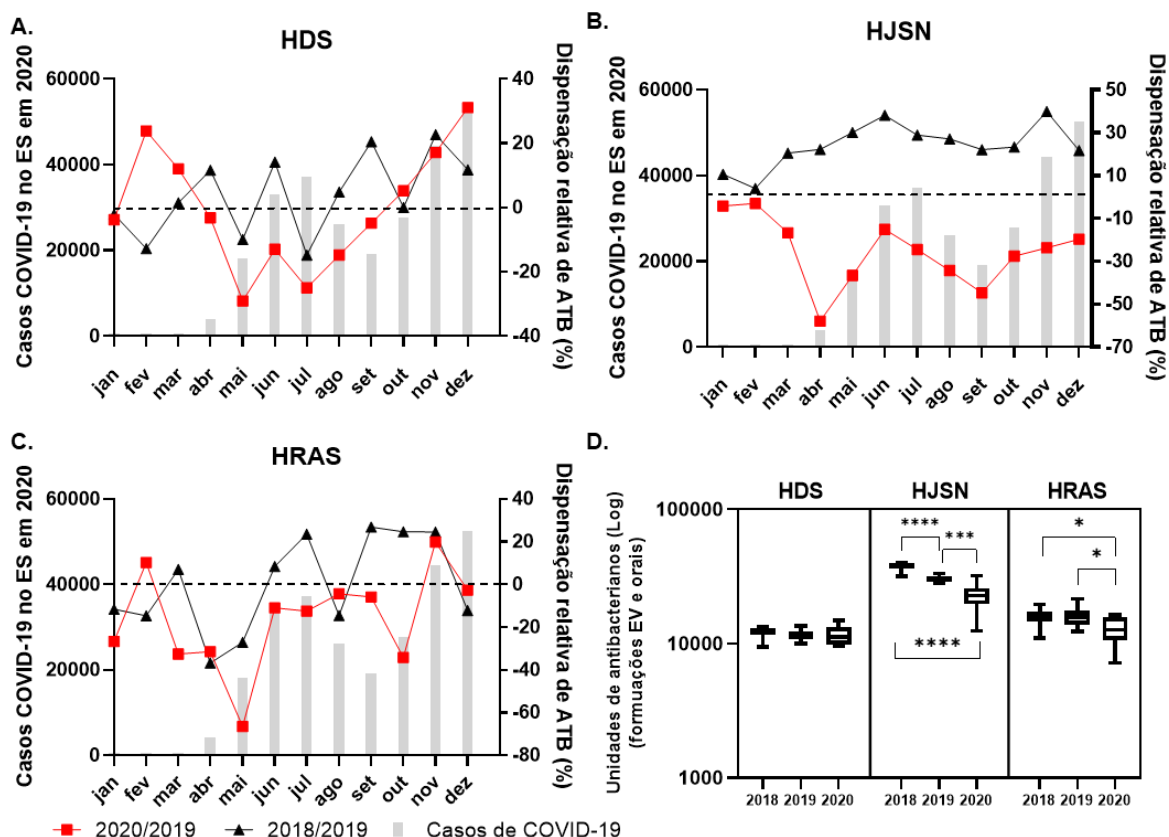 A.
HDS
Casos COVID-19 no ES em 2020
60000
40000
20000
0
Dispensação relativa de ATB (%)
40
20
0
-20
-40
jan fev mar abr mai jun jul ago set out nov dez
B.
HJSN
Casos COVID-19 no ES em 2020
60000
40000
20000
0
Dispensação relativa de ATB (%)
50
30
10
-10
-30
-50
-70
jan fev mar abr mai jun jul ago set out nov dez
C.
HRAS
Casos COVID-19 no ES em 2020
60000
40000
20000
0
Dispensação relativa de ATB (%)
40
20
0
-20
-40
-60
-80
jan fev mar abr mai jun jul ago set out nov dez
2020/2019 2018/2019 Casos de COVID-19
D.
HDS HJSN HRAS
Unidades de antibacterianos (Log)
(formuações EV e orais)
100000
10000
1000
**** *** *
*
****
2018 2019 2020 2018 2019 2020 2018 2019 2020